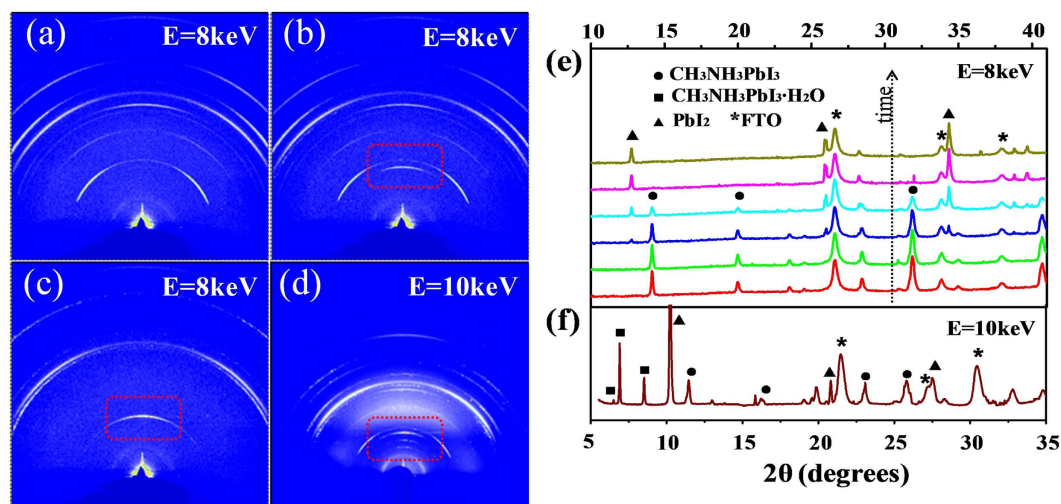 (a) E=8keV
(b) E=8keV
(c) E=8keV
(d) E=10keV
10 15 20 25 30 35 40
(e) E=8keV
● CH₃NH₃PbI₃
■ CH₃NH₃PbI₃·H₂O
▲ PbI₂ *FTO
time
(f) E=10keV
5 10 15 20 25 30 35
2θ (degrees)